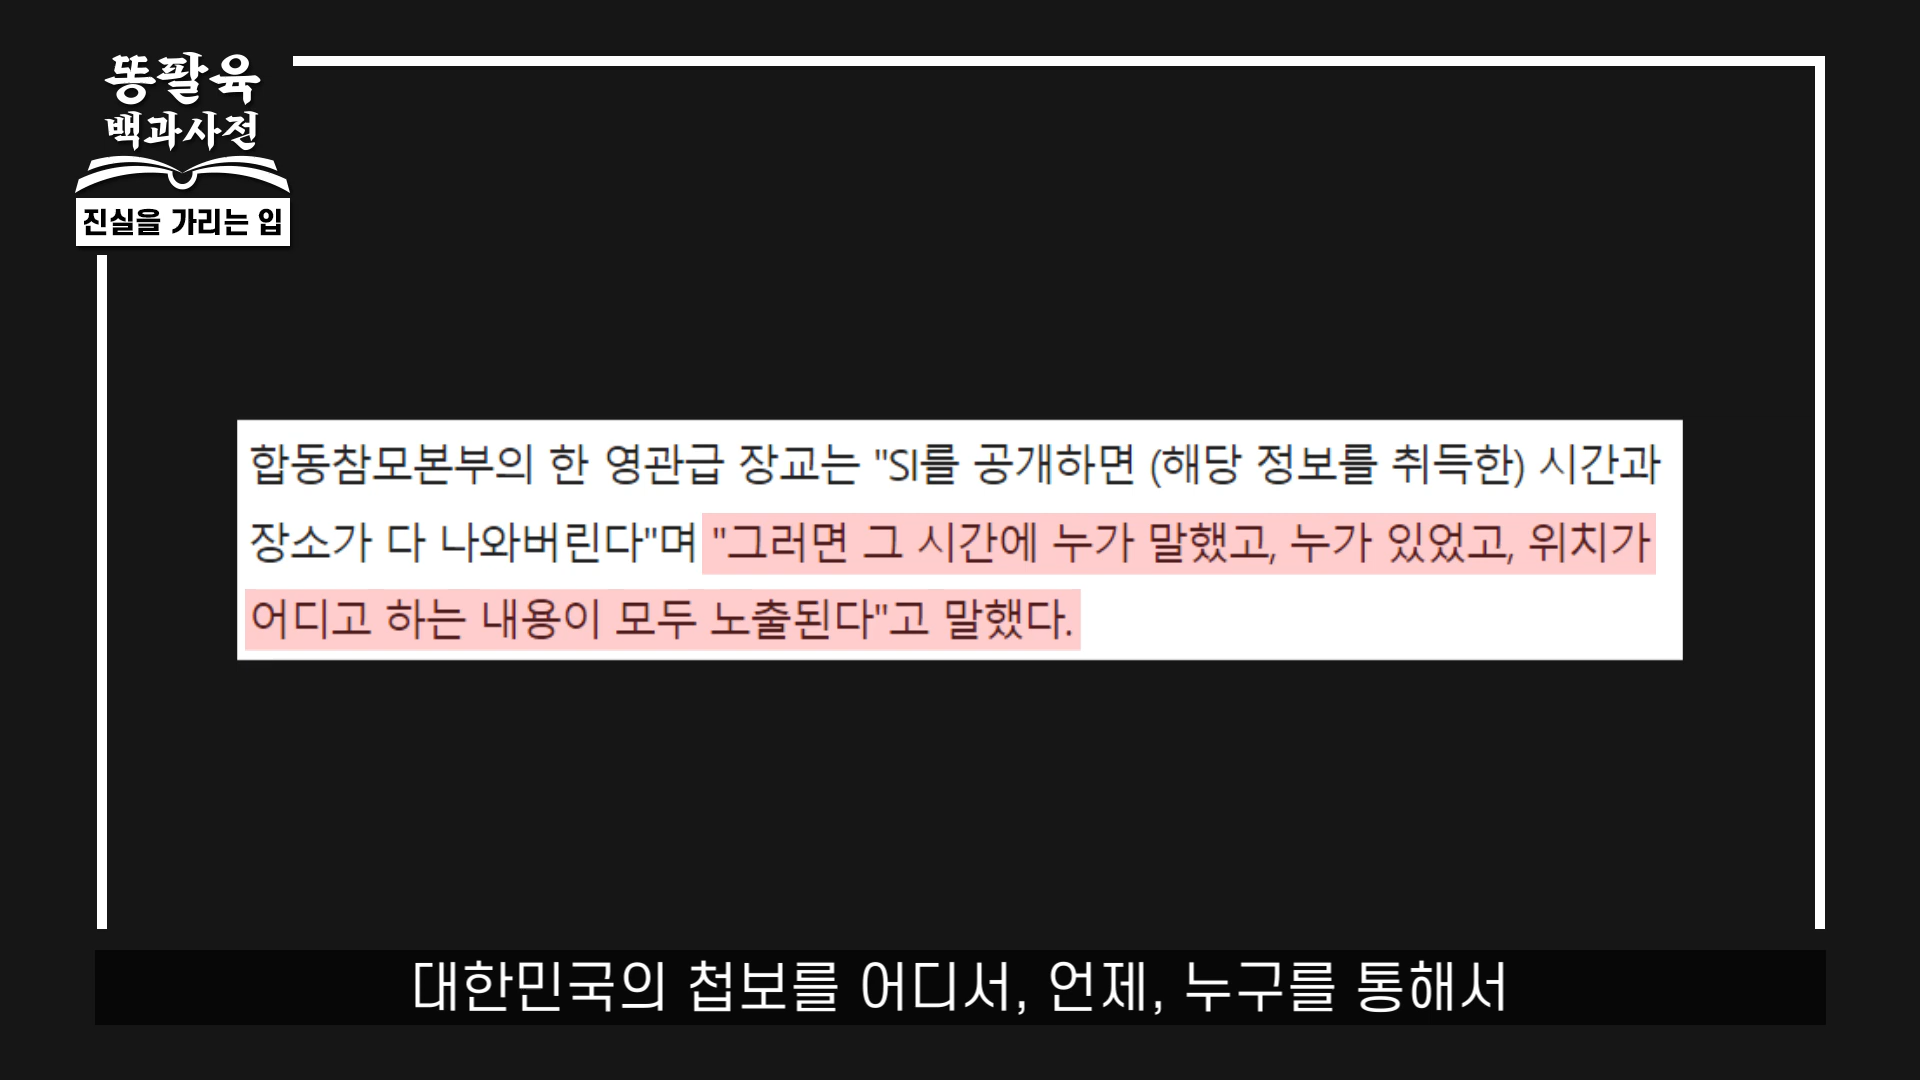 똥팔육
백과사전
진실을 가리는 입
합동참모본부의 한 영관급 장교는 "SI를 공개하면 (해당 정보를 취득한) 시간과
장소가 다 나와버린다"며 "그러면 그 시간에 누가 말했고, 누가 있었고, 위치가
어디고 하는 내용이 모두 노출된다"고 말했다.
대한민국의 첩보를 어디서, 언제, 누구를 통해서